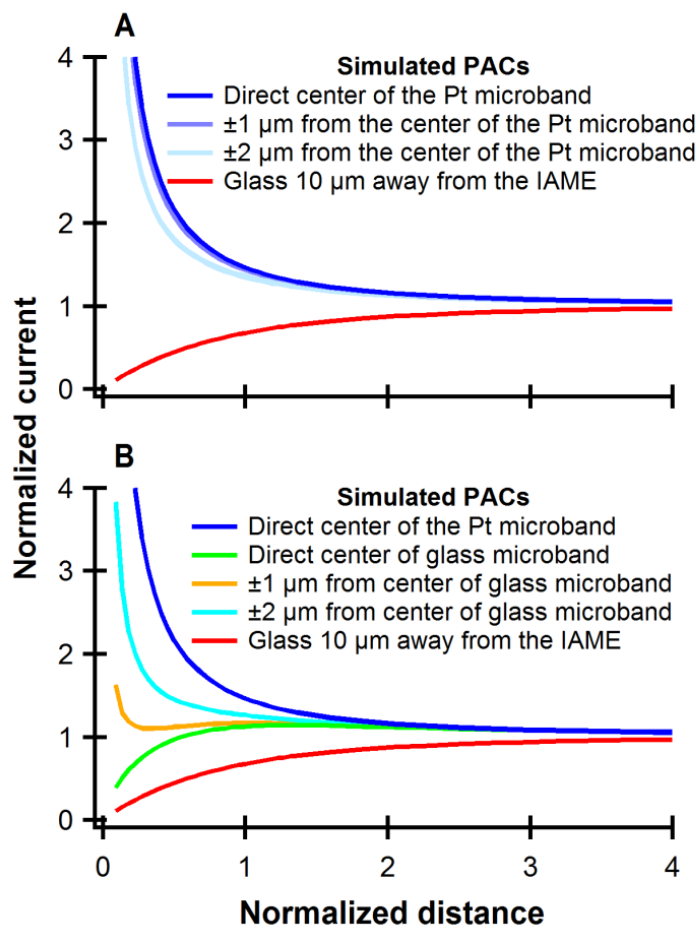 A
Simulated PACs
Direct center of the Pt microband
±1 μm from the center of the Pt microband
±2 μm from the center of the Pt microband
Glass 10 μm away from the IAME
4
3
2
1
0
Normalized current
B
Simulated PACs
Direct center of the Pt microband
Direct center of glass microband
±1 μm from center of glass microband
±2 μm from center of glass microband
Glass 10 μm away from the IAME
4
3
2
1
0
0 1 2 3 4
Normalized distance